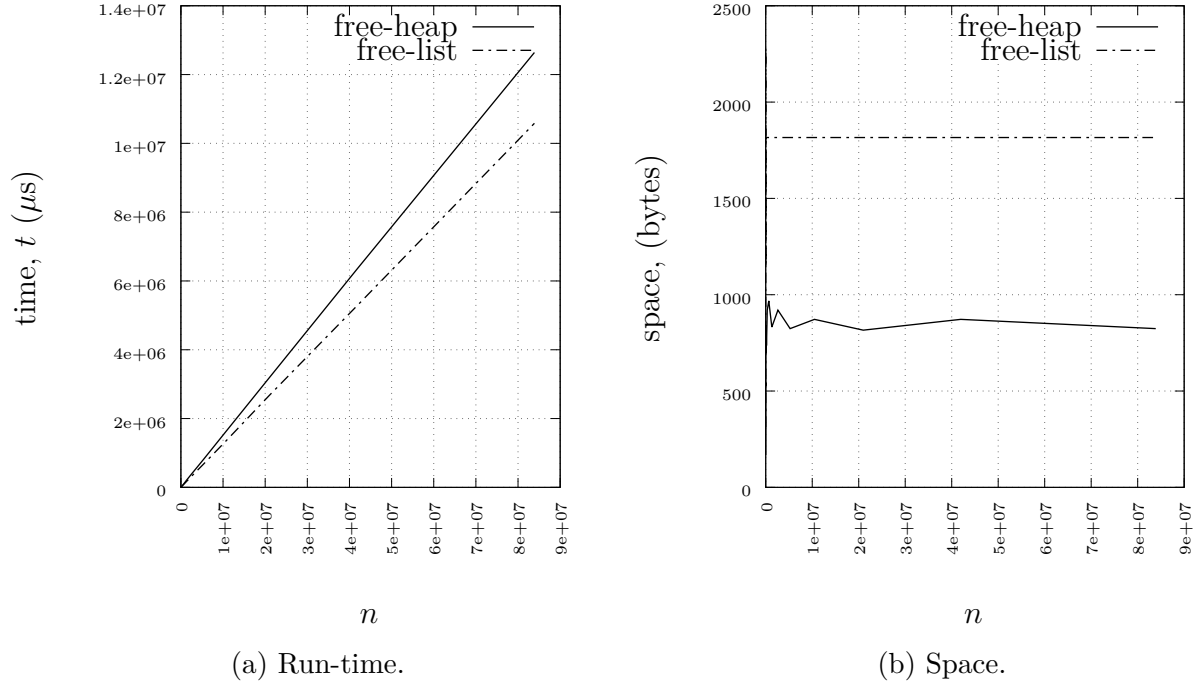 time, t (μs)
1.4e+07
1.2e+07
1e+07
8e+06
6e+06
4e+06
2e+06
0
free-heap
free-list
0
1e+07
2e+07
3e+07
4e+07
5e+07
6e+07
7e+07
8e+07
9e+07
n
(a) Run-time.
space, (bytes)
2500
2000
1500
1000
500
0
free-heap
free-list
0
1e+07
2e+07
3e+07
4e+07
5e+07
6e+07
7e+07
8e+07
9e+07
n
(b) Space.